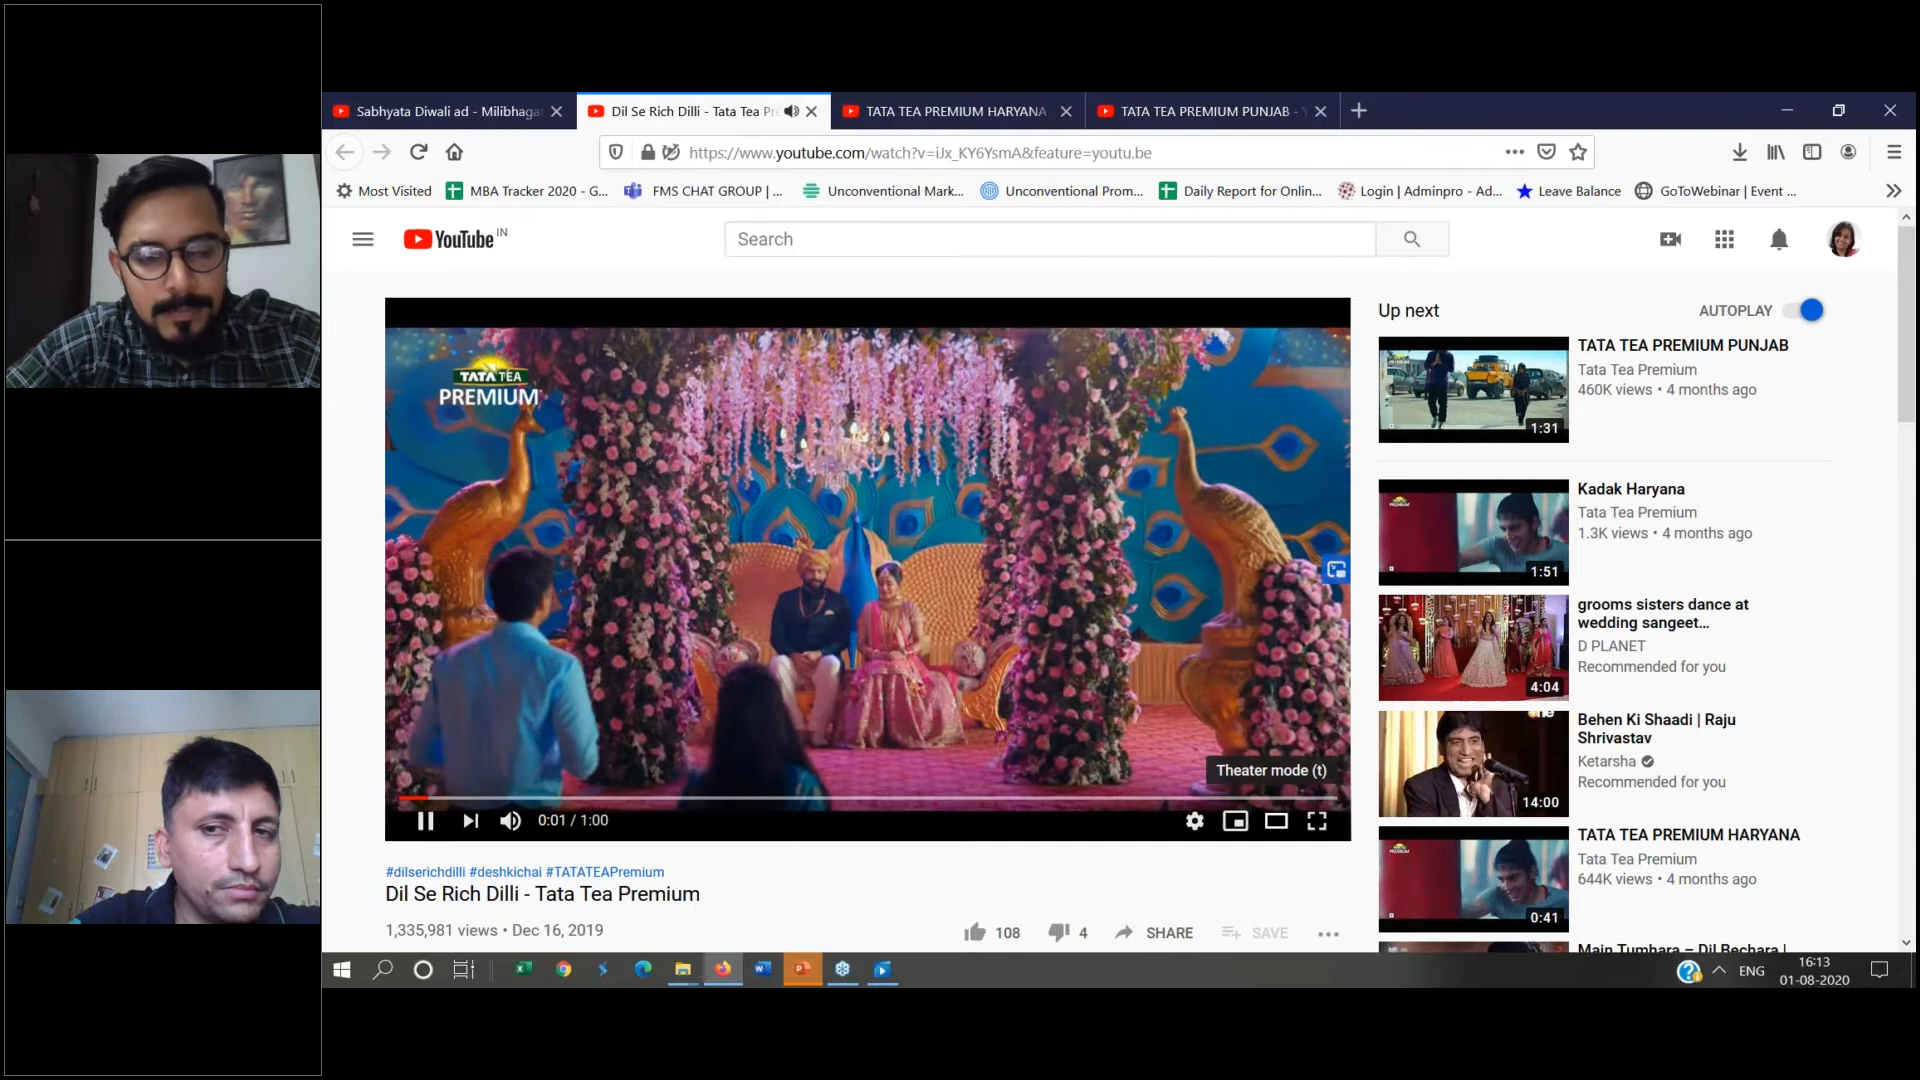 Sabhyata Diwali ad - Milibhagat
Dil Se Rich Dilli - Tata Tea Pre
TATA TEA PREMIUM HARYANA
TATA TEA PREMIUM PUNJAB - Y
https://www.youtube.com/watch?v=iJx_KY6YsmA&feature=youtu.be
Most Visited
MBA Tracker 2020 - G...
FMS CHAT GROUP | ...
Unconventional Mark...
Unconventional Prom...
Daily Report for Onlin...
Login | Adminpro - Ad...
Leave Balance
GoToWebinar | Event ...
YouTube IN
Search
TATA TEA
PREMIUM
Theater mode (t)
0:01 / 1:00
#dilserichdilli #deshkichai #TATATEAPremium
Dil Se Rich Dilli - Tata Tea Premium
1,335,981 views • Dec 16, 2019
108
4
SHARE
SAVE
Up next
AUTOPLAY
TATA TEA PREMIUM PUNJAB
Tata Tea Premium
460K views • 4 months ago
1:31
Kadak Haryana
Tata Tea Premium
1.3K views • 4 months ago
1:51
grooms sisters dance at
wedding sangeet...
D PLANET
Recommended for you
4:04
Behen Ki Shaadi | Raju
Shrivastav
Ketarsha
Recommended for you
14:00
TATA TEA PREMIUM HARYANA
Tata Tea Premium
644K views • 4 months ago
0:41
Main Tumhara – Dil Bechara |
ENG
16:13
01-08-2020